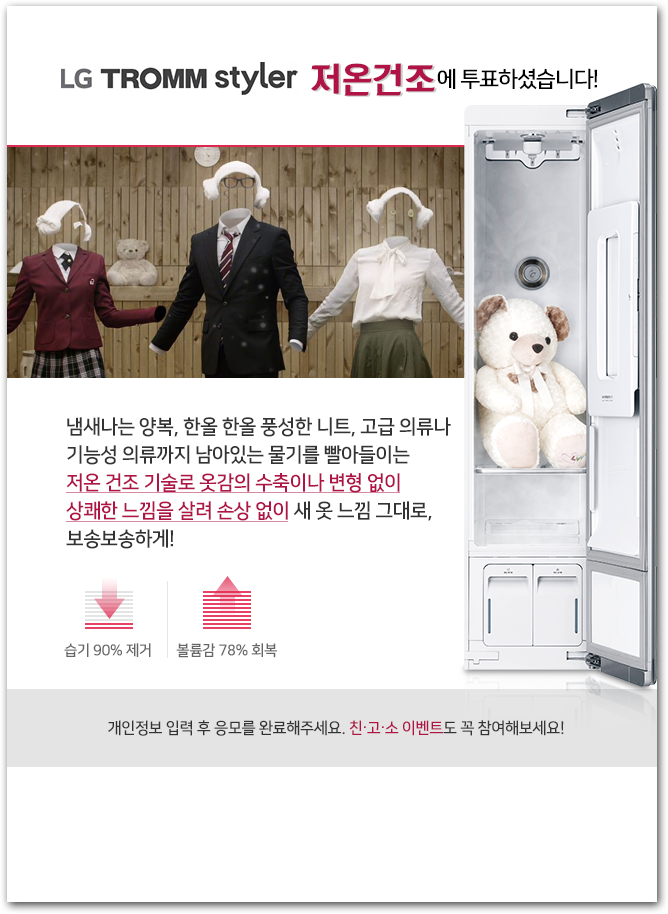 LG TROMM styler 저온건조에 투표하셨습니다!
냄새나는 양복, 한올 한올 풍성한 니트, 고급 의류나
기능성 의류까지 남아있는 물기를 빨아들이는
저온 건조 기술로 옷감의 수축이나 변형 없이
상쾌한 느낌을 살려 손상 없이 새 옷 느낌 그대로,
보송보송하게!
습기 90% 제거
볼륨감 78% 회복
개인정보 입력 후 응모를 완료해주세요. 친·고·소 이벤트도 꼭 참여해보세요!